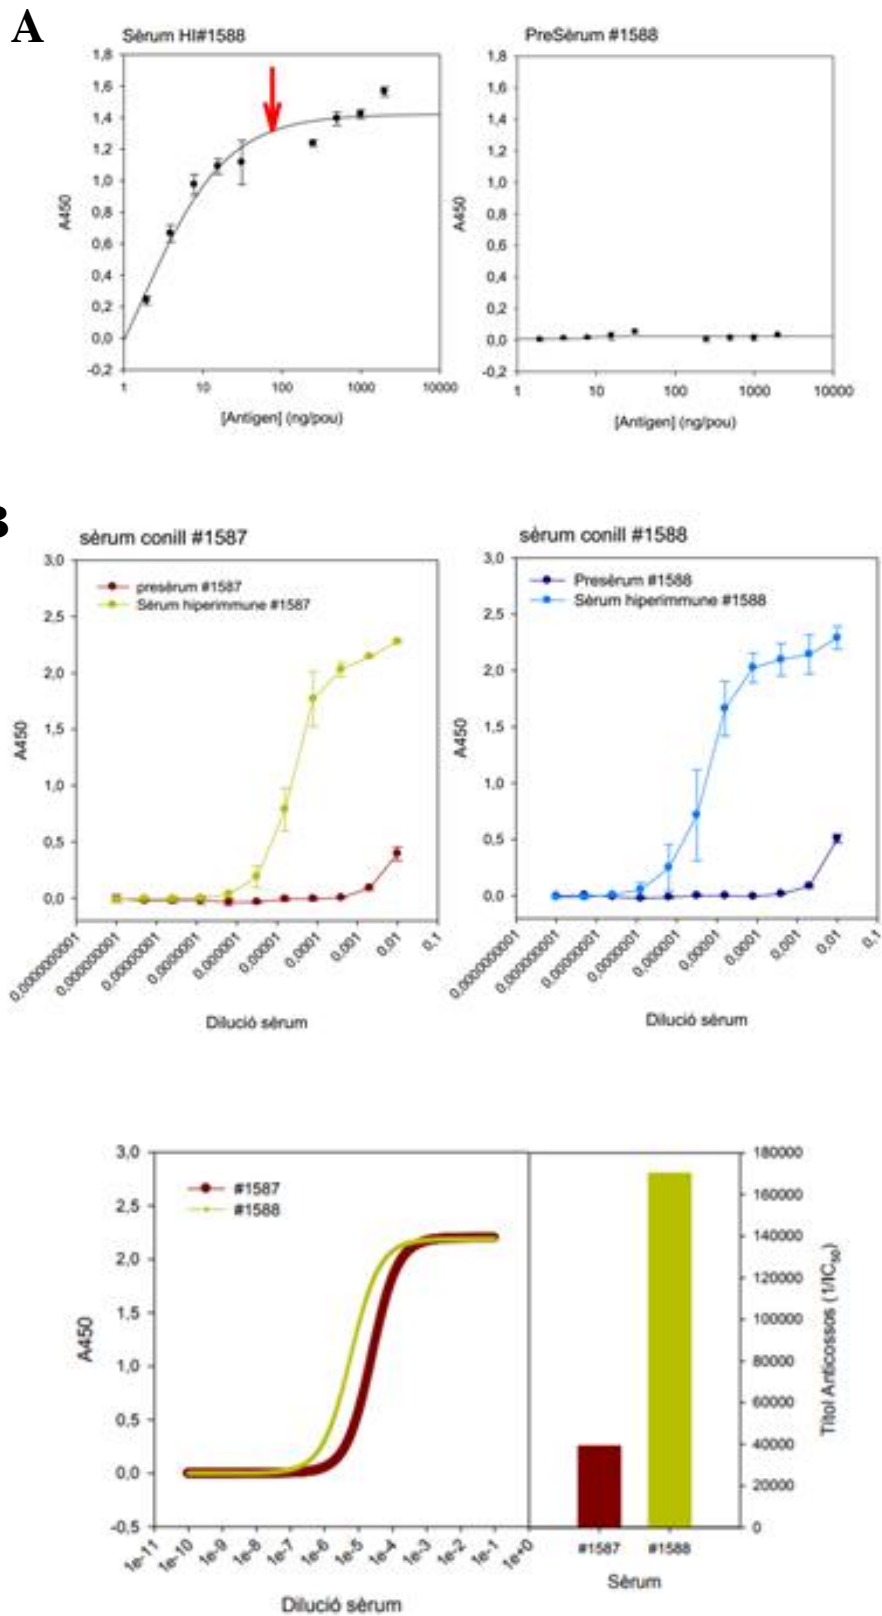 A
Sèrum HI#1588
PreSèrum #1588
1,8
1,6
1,4
1,2
1,0
0,8
0,6
0,4
0,2
0,0
-0,2
A450
1
10
100
1000
10000
[Antigen] (ng/pou)
1,8
1,6
1,4
1,2
1,0
0,8
0,6
0,4
0,2
0,0
-0,2
A450
1
10
100
1000
10000
[Antigen] (ng/pou)
B
sèrum conill #1587
presèrum #1587
Sèrum hiperimmune #1587
3,0
2,5
2,0
1,5
1,0
0,5
0,0
A450
0,0000000001
0,000000001
0,00000001
0,0000001
0,000001
0,00001
0,0001
0,001
0,01
0,1
Dilució sèrum
sèrum conill #1588
Presèrum #1588
Sèrum hiperimmune #1588
3,0
2,5
2,0
1,5
1,0
0,5
0,0
A450
0,0000000001
0,000000001
0,00000001
0,0000001
0,000001
0,00001
0,0001
0,001
0,01
0,1
Dilució sèrum
#1587
#1588
3,0
2,5
2,0
1,5
1,0
0,5
0,0
-0,5
A450
1e-11
1e-10
1e-9
1e-8
1e-7
1e-6
1e-5
1e-4
1e-3
1e-2
1e-1
1e+0
Dilució sèrum
180000
160000
140000
120000
100000
80000
60000
40000
20000
0
Títol Anticossos (1/IC50)
#1587
#1588
Sèrum